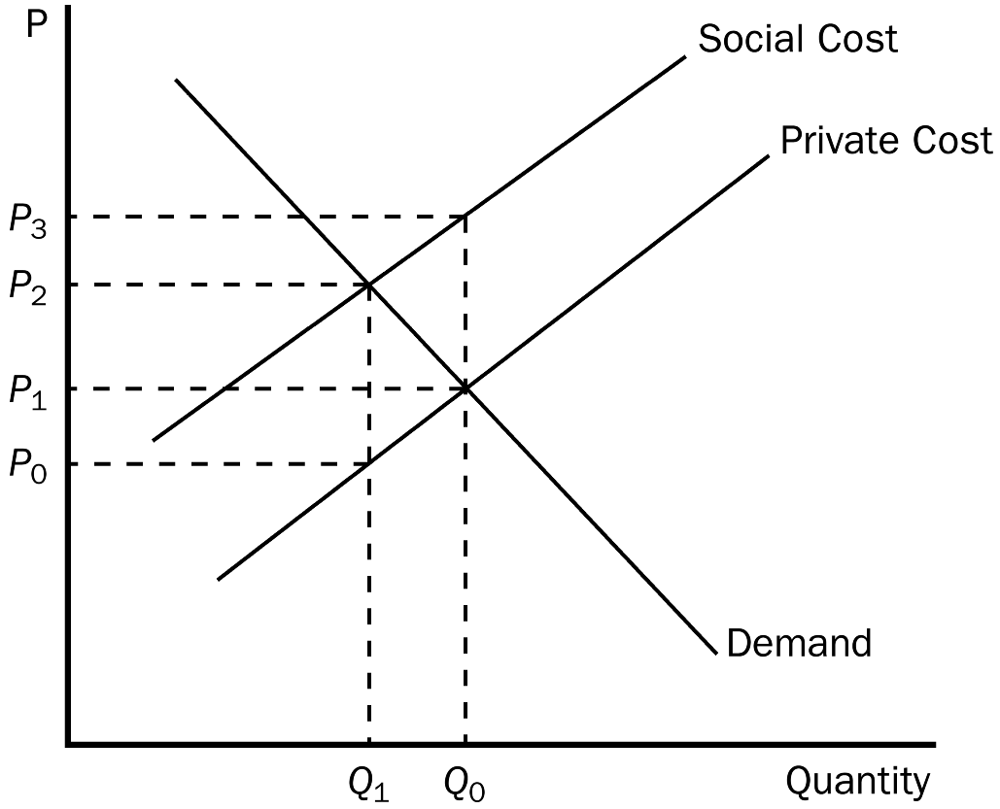 P
Social Cost
Private Cost
P3
P2
P1
P0
Demand
Q1
Q0
Quantity